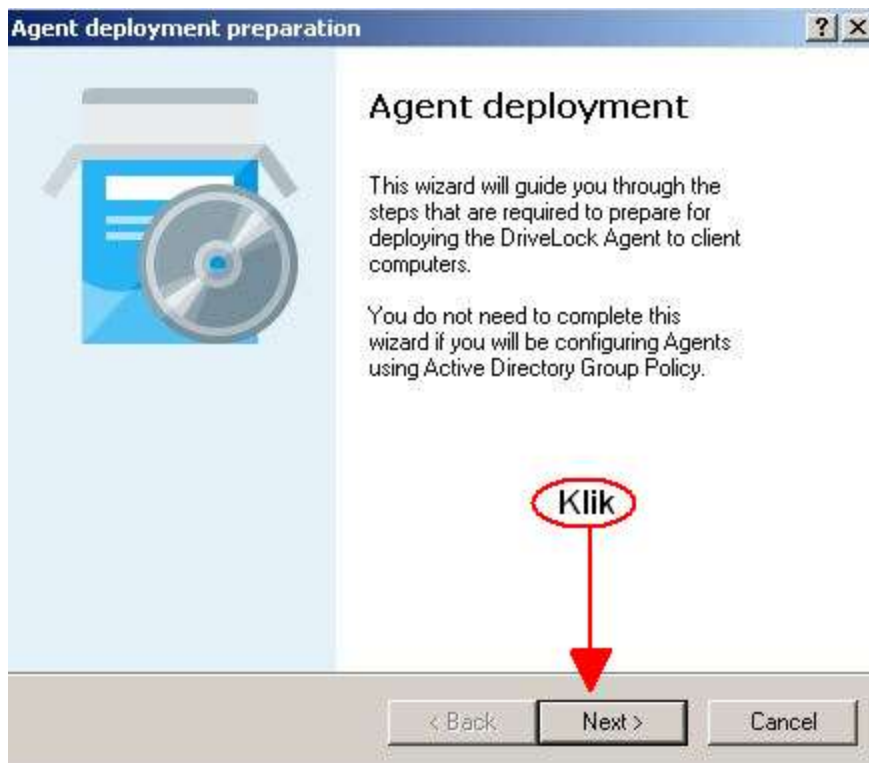 Agent deployment preparation
Agent deployment
This wizard will guide you through the
steps that are required to prepare for
deploying the DriveLock Agent to client
computers.
You do not need to complete this
wizard if you will be configuring Agents
using Active Directory Group Policy.
Klik
< Back Next > Cancel